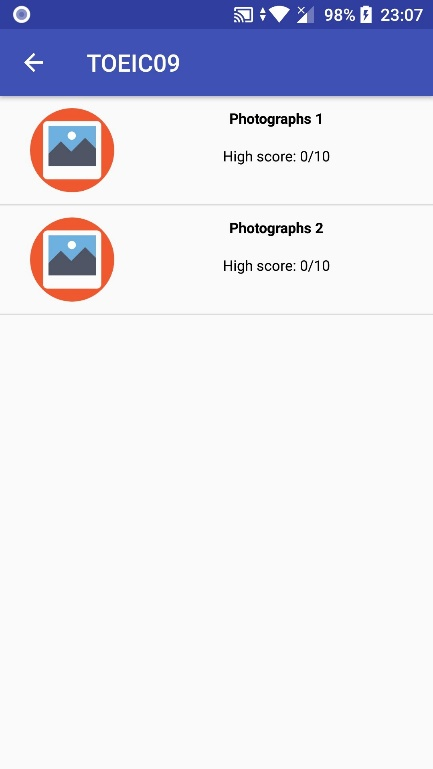 98% 23:07
TOEIC09
Photographs 1
High score: 0/10
Photographs 2
High score: 0/10